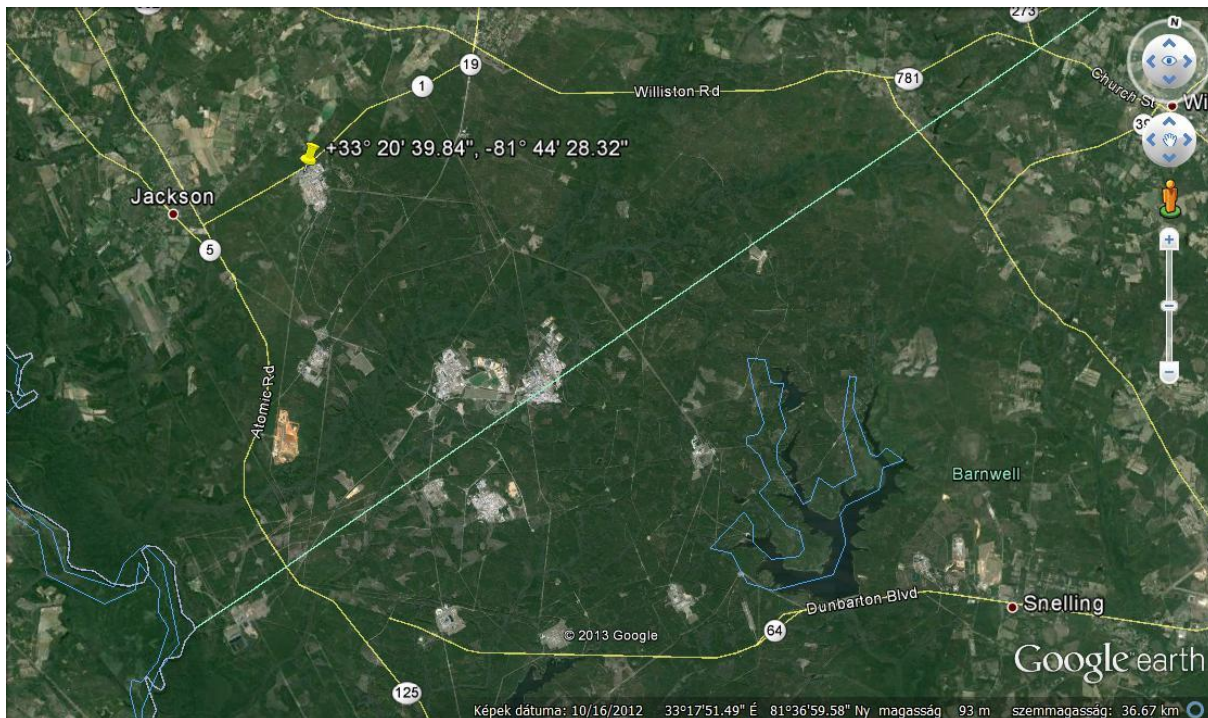 273
N
19
1
Williston Rd
781
Church St
Wi
39
+33° 20' 39.84", -81° 44' 28.32"
Jackson
5
Atomic Rd
Barnwell
Dunbarton Blvd
Snelling
© 2013 Google
64
125
Google earth
Képek dátuma: 10/16/2012 33°17'51.49" É 81°36'59.58" Ny magasság 93 m szemmagasság: 36.67 km